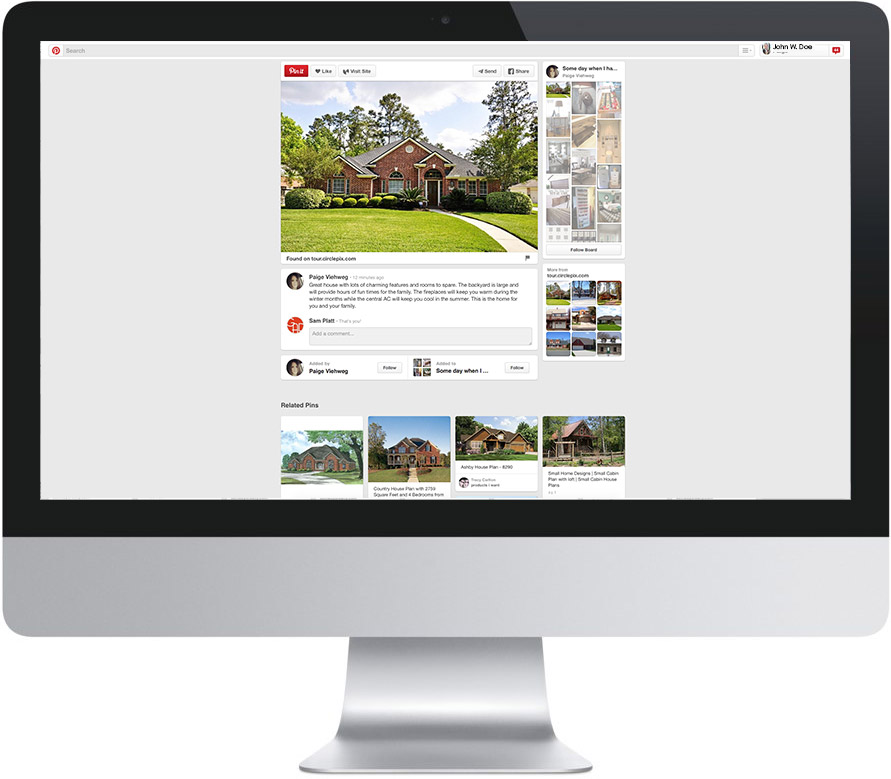 Search
John W. Doe
Pin it
Like
Visit Site
Send
Share
Found on tour.circlepix.com
Paige Viehweg · 12 minutes ago
Great house with lots of charming features and rooms to spare. The backyard is large and
will provide hours of fun times for the family. The fireplaces will keep you warm during the
winter months while the central AC will keep you cool in the summer. This is the home for
you and your family.
Sam Platt · That's you!
Add a comment...
Added by
Paige Viehweg
Follow
Added to
Some day when I ...
Follow
Some day when I ha...
Paige Viehweg
Follow Board
More from
tour.circlepix.com
Related Pins
Country House Plan with 2759
Square Feet and 4 Bedrooms from
Ashby House Plan - 8290
Tracy Carlton
products I want
Small Home Designs | Small Cabin
Plan with loft | Small Cabin House
Plans